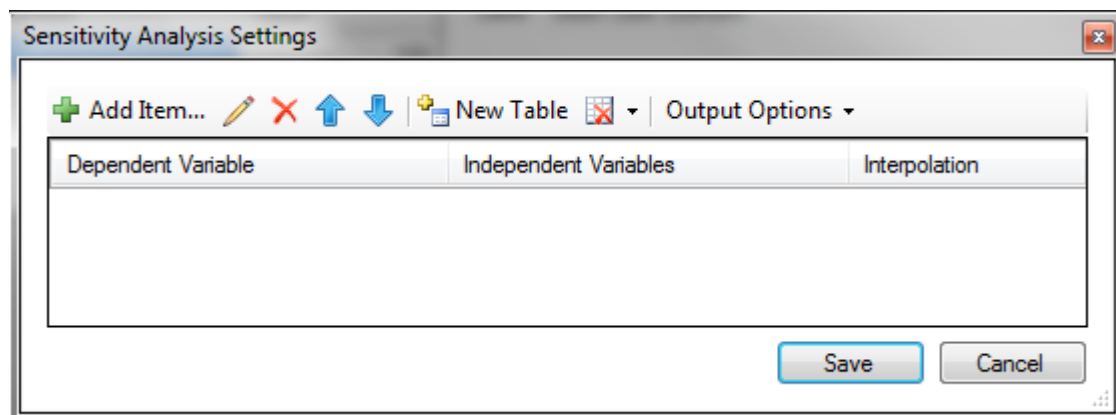 Sensitivity Analysis Settings
Add Item... New Table Output Options
Dependent Variable Independent Variables Interpolation
Save Cancel